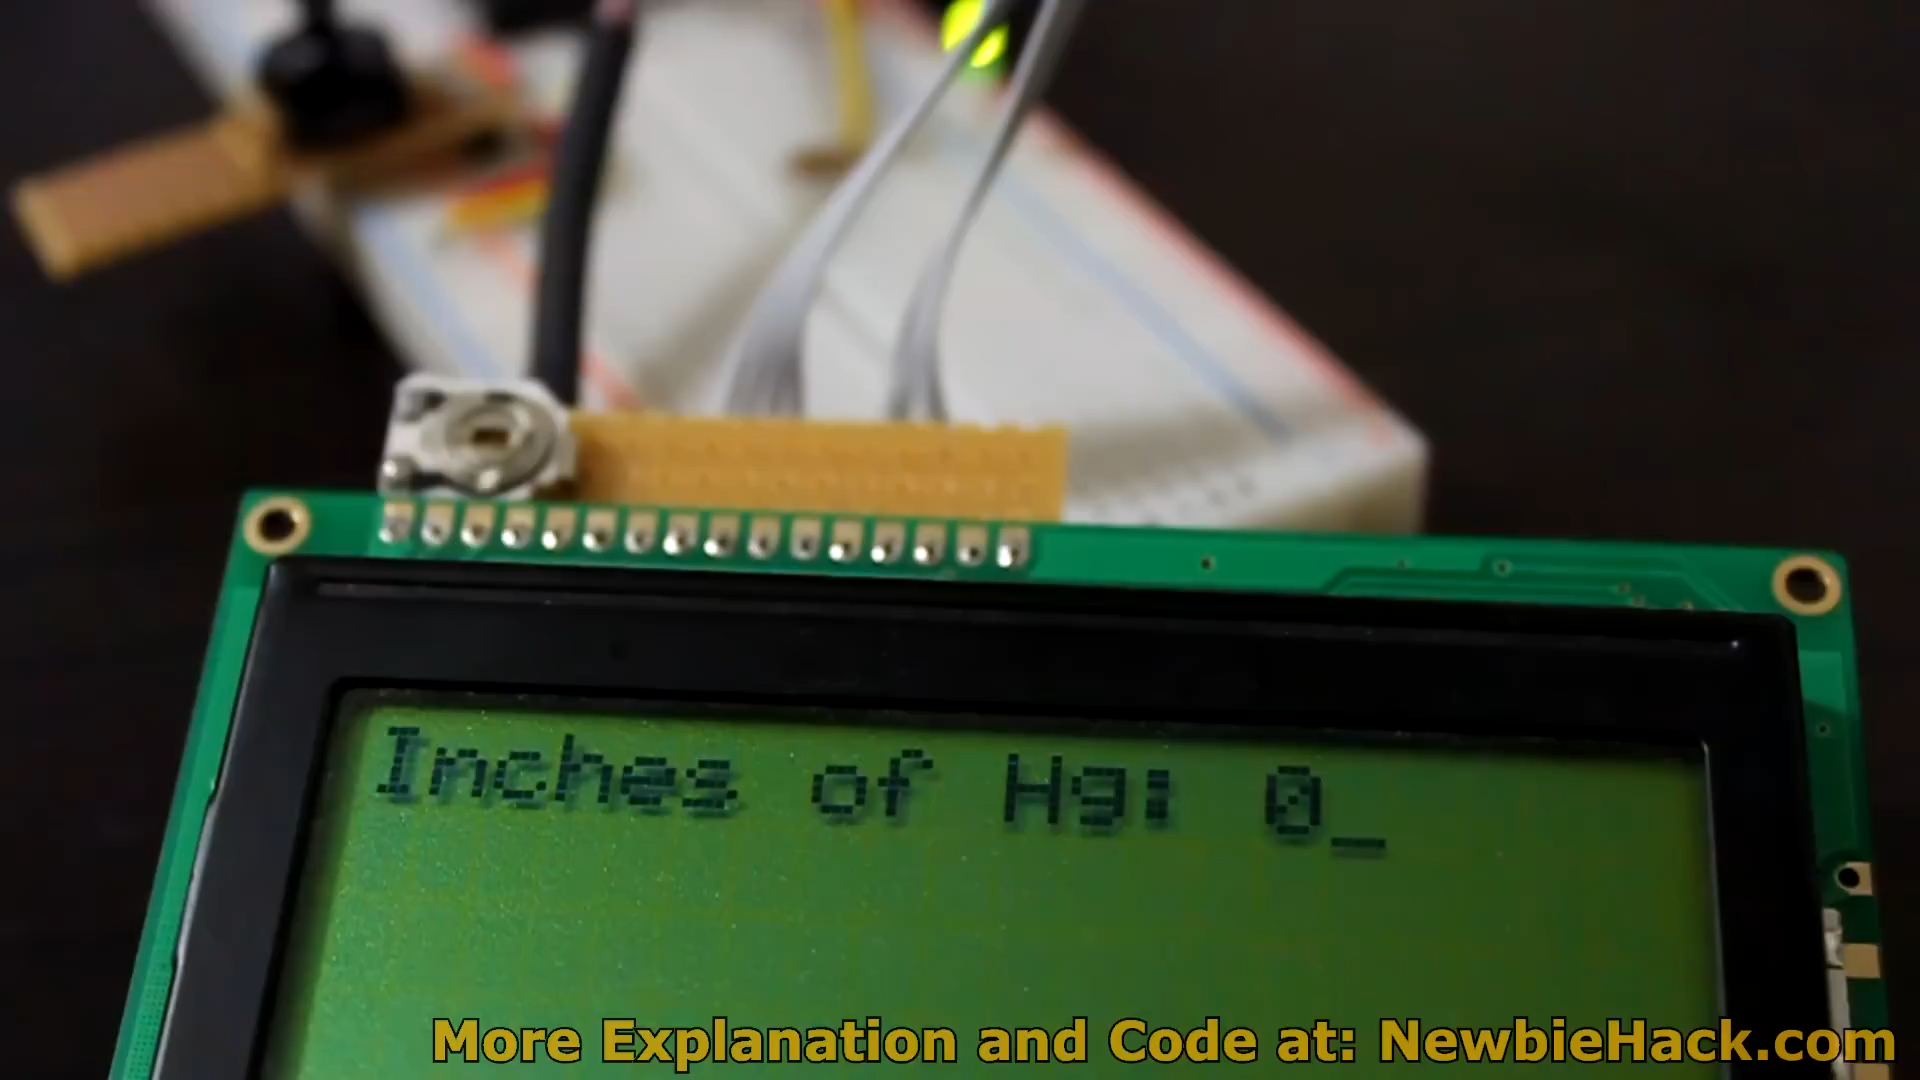 Inches of Hg: 0_
More Explanation and Code at: NewbieHack.com